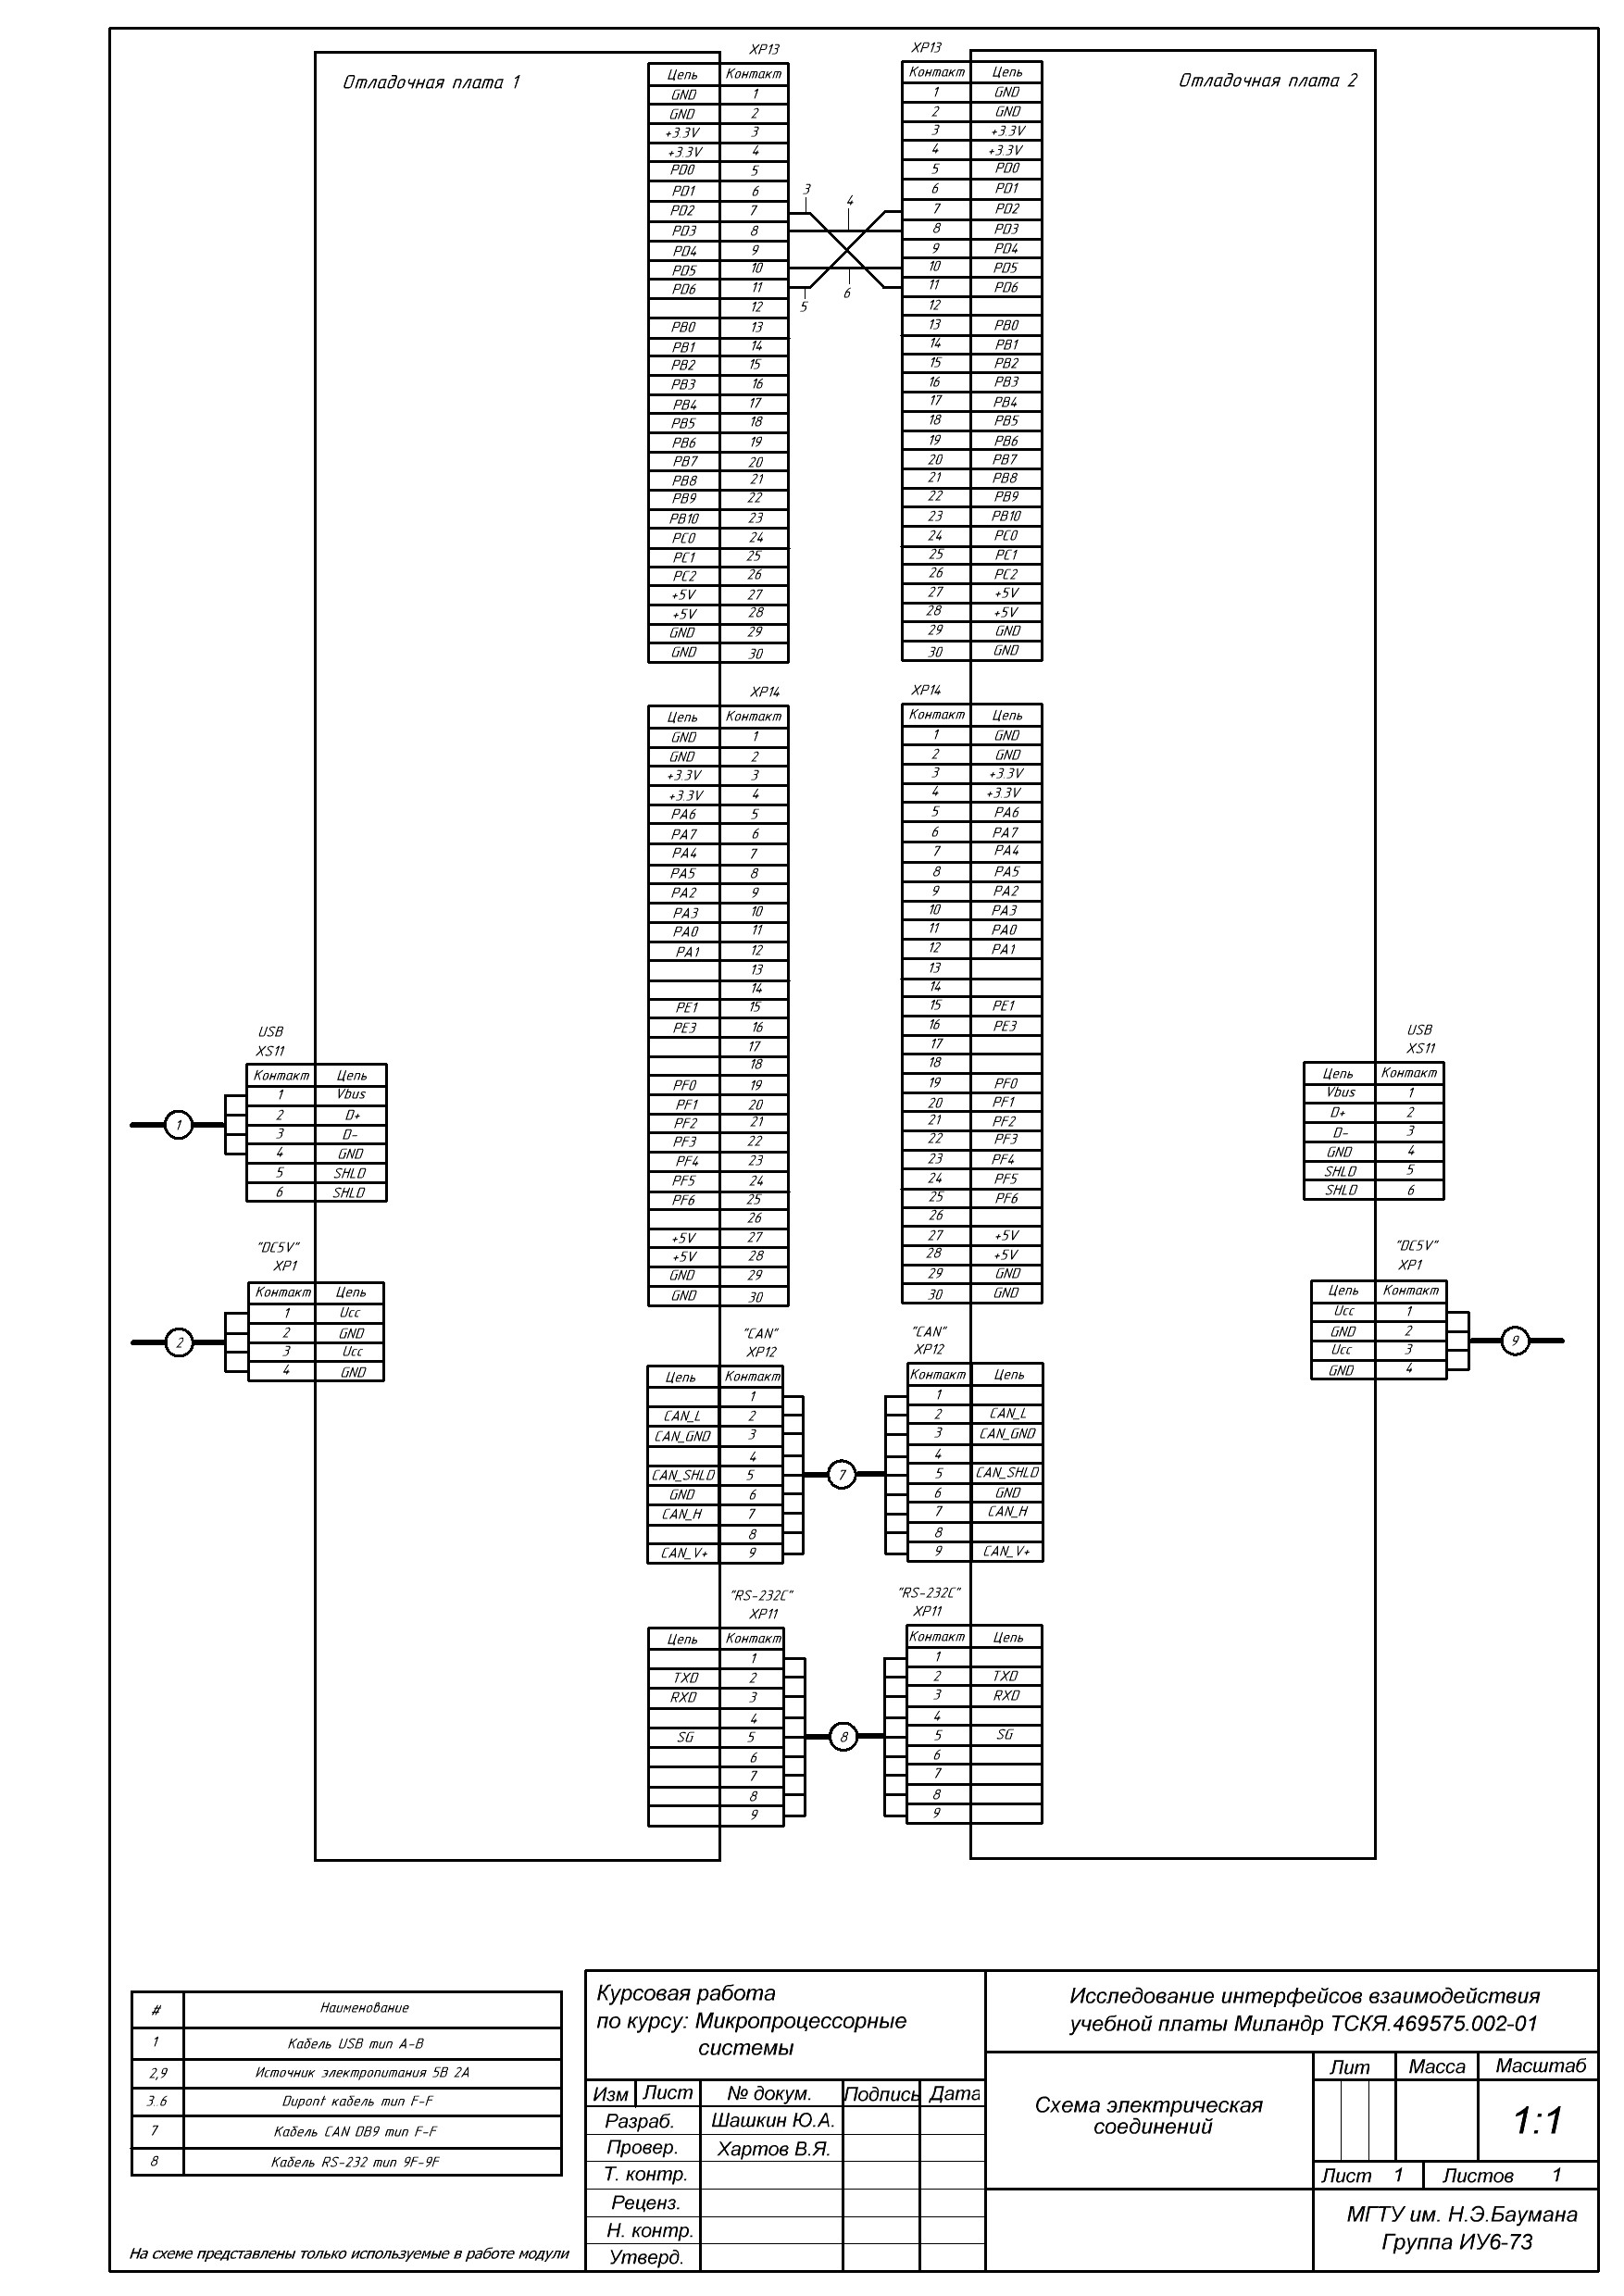 Отладочная плата 1
XP13
Цепь Контакт
GND 1
GND 2
+3.3V 3
+3.3V 4
PD0 5
PD1 6
PD2 7
PD3 8
PD4 9
PD5 10
PD6 11
12
PB0 13
PB1 14
PB2 15
PB3 16
PB4 17
PB5 18
PB6 19
PB7 20
PB8 21
PB9 22
PB10 23
PC0 24
PC1 25
PC2 26
+5V 27
+5V 28
GND 29
GND 30
3
4
5
6
XP13
Контакт Цепь
1 GND
2 GND
3 +3.3V
4 +3.3V
5 PD0
6 PD1
7 PD2
8 PD3
9 PD4
10 PD5
11 PD6
12
13 PB0
14 PB1
15 PB2
16 PB3
17 PB4
18 PB5
19 PB6
20 PB7
21 PB8
22 PB9
23 PB10
24 PC0
25 PC1
26 PC2
27 +5V
28 +5V
29 GND
30 GND
Отладочная плата 2
XP14
Цепь Контакт
GND 1
GND 2
+3.3V 3
+3.3V 4
PA6 5
PA7 6
PA4 7
PA5 8
PA2 9
PA3 10
PA0 11
PA1 12
13
14
PE1 15
PE3 16
17
18
PF0 19
PF1 20
PF2 21
PF3 22
PF4 23
PF5 24
PF6 25
26
+5V 27
+5V 28
GND 29
GND 30
XP14
Контакт Цепь
1 GND
2 GND
3 +3.3V
4 +3.3V
5 PA6
6 PA7
7 PA4
8 PA5
9 PA2
10 PA3
11 PA0
12 PA1
13
14
15 PE1
16 PE3
17
18
19 PF0
20 PF1
21 PF2
22 PF3
23 PF4
24 PF5
25 PF6
26
27 +5V
28 +5V
29 GND
30 GND
USB
XS11
Контакт Цепь
1 Vbus
2 D+
3 D-
4 GND
5 SHLD
6 SHLD
1
USB
XS11
Цепь Контакт
Vbus 1
D+ 2
D- 3
GND 4
SHLD 5
SHLD 6
"DC5V"
XP1
Контакт Цепь
1 Ucc
2 GND
3 Ucc
4 GND
2
"DC5V"
XP1
Цепь Контакт
Ucc 1
GND 2
Ucc 3
GND 4
9
"CAN"
XP12
Цепь Контакт
1
CAN_L 2
CAN_GND 3
4
CAN_SHLD 5
GND 6
CAN_H 7
8
CAN_V+ 9
7
"CAN"
XP12
Контакт Цепь
1
2 CAN_L
3 CAN_GND
4
5 CAN_SHLD
6 GND
7 CAN_H
8
9 CAN_V+
"RS-232C"
XP11
Цепь Контакт
1
TXD 2
RXD 3
4
SG 5
6
7
8
9
8
"RS-232C"
XP11
Контакт Цепь
1
2 TXD
3 RXD
4
5 SG
6
7
8
9
# Наименование
1 Кабель USB тип A-B
2,9 Источник электропитания 5В 2А
3..6 Dupont кабель тип F-F
7 Кабель CAN DB9 тип F-F
8 Кабель RS-232 тип 9F-9F
На схеме представлены только используемые в работе модули
Курсовая работа
по курсу: Микропроцессорные
системы
Изм Лист № докум. Подпись Дата
Разраб. Шашкин Ю.А.
Провер. Хартов В.Я.
Т. контр.
Реценз.
Н. контр.
Утверд.
Исследование интерфейсов взаимодействия
учебной платы Миландр ТСКЯ.469575.002-01
Схема электрическая
соединений
Лит Масса Масштаб
1:1
Лист 1 Листов 1
МГТУ им. Н.Э.Баумана
Группа ИУ6-73